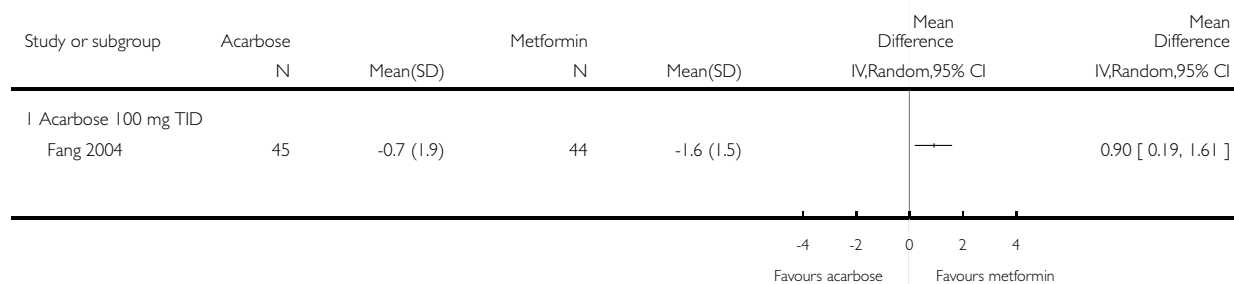 Study or subgroup Acarbose Metformin Mean Difference Mean Difference
N Mean(SD) N Mean(SD) IV,Random,95% CI IV,Random,95% CI
1 Acarbose 100 mg TID
Fang 2004 45 -0.7 (1.9) 44 -1.6 (1.5) 0.90 [ 0.19, 1.61 ]
-4 -2 0 2 4
Favours acarbose Favours metformin